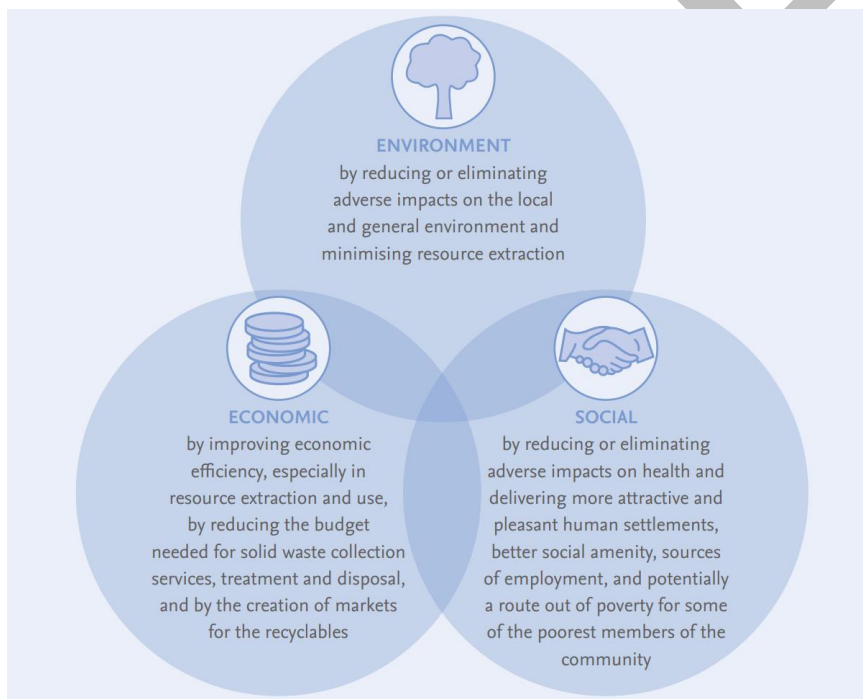 ENVIRONMENT
by reducing or eliminating
adverse impacts on the local
and general environment and
minimising resource extraction
ECONOMIC
by improving economic
efficiency, especially in
resource extraction and use,
by reducing the budget
needed for solid waste collection
services, treatment and disposal,
and by the creation of markets
for the recyclables
SOCIAL
by reducing or eliminating
adverse impacts on health and
delivering more attractive and
pleasant human settlements,
better social amenity, sources
of employment, and potentially
a route out of poverty for some
of the poorest members of the
community